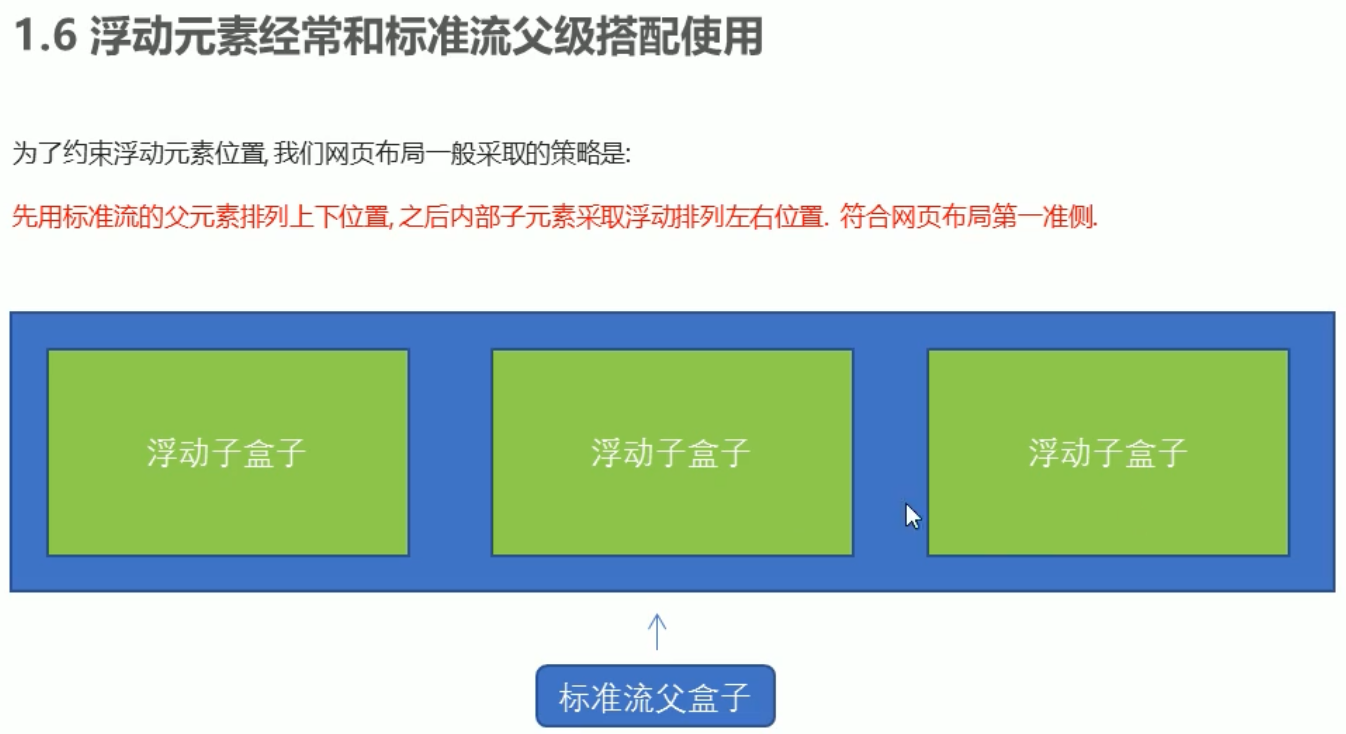 1.6 浮动元素经常和标准流父级搭配使用
为了约束浮动元素位置, 我们网页布局一般采取的策略是:
先用标准流的父元素排列上下位置, 之后内部子元素采取浮动排列左右位置. 符合网页布局第一准侧.
浮动子盒子
浮动子盒子
浮动子盒子
标准流父盒子